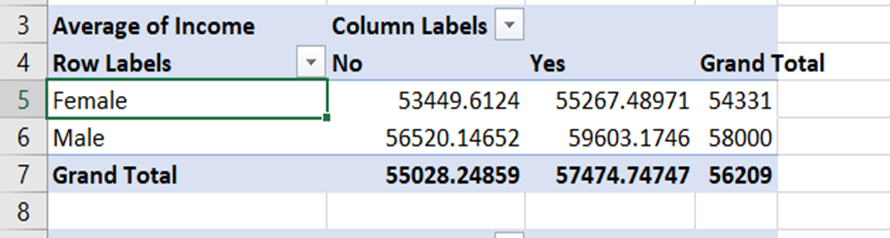 3 Average of Income Column Labels
4 Row Labels No Yes Grand Total
5 Female 53449.6124 55267.48971 54331
6 Male 56520.14652 59603.1746 58000
7 Grand Total 55028.24859 57474.74747 56209
8